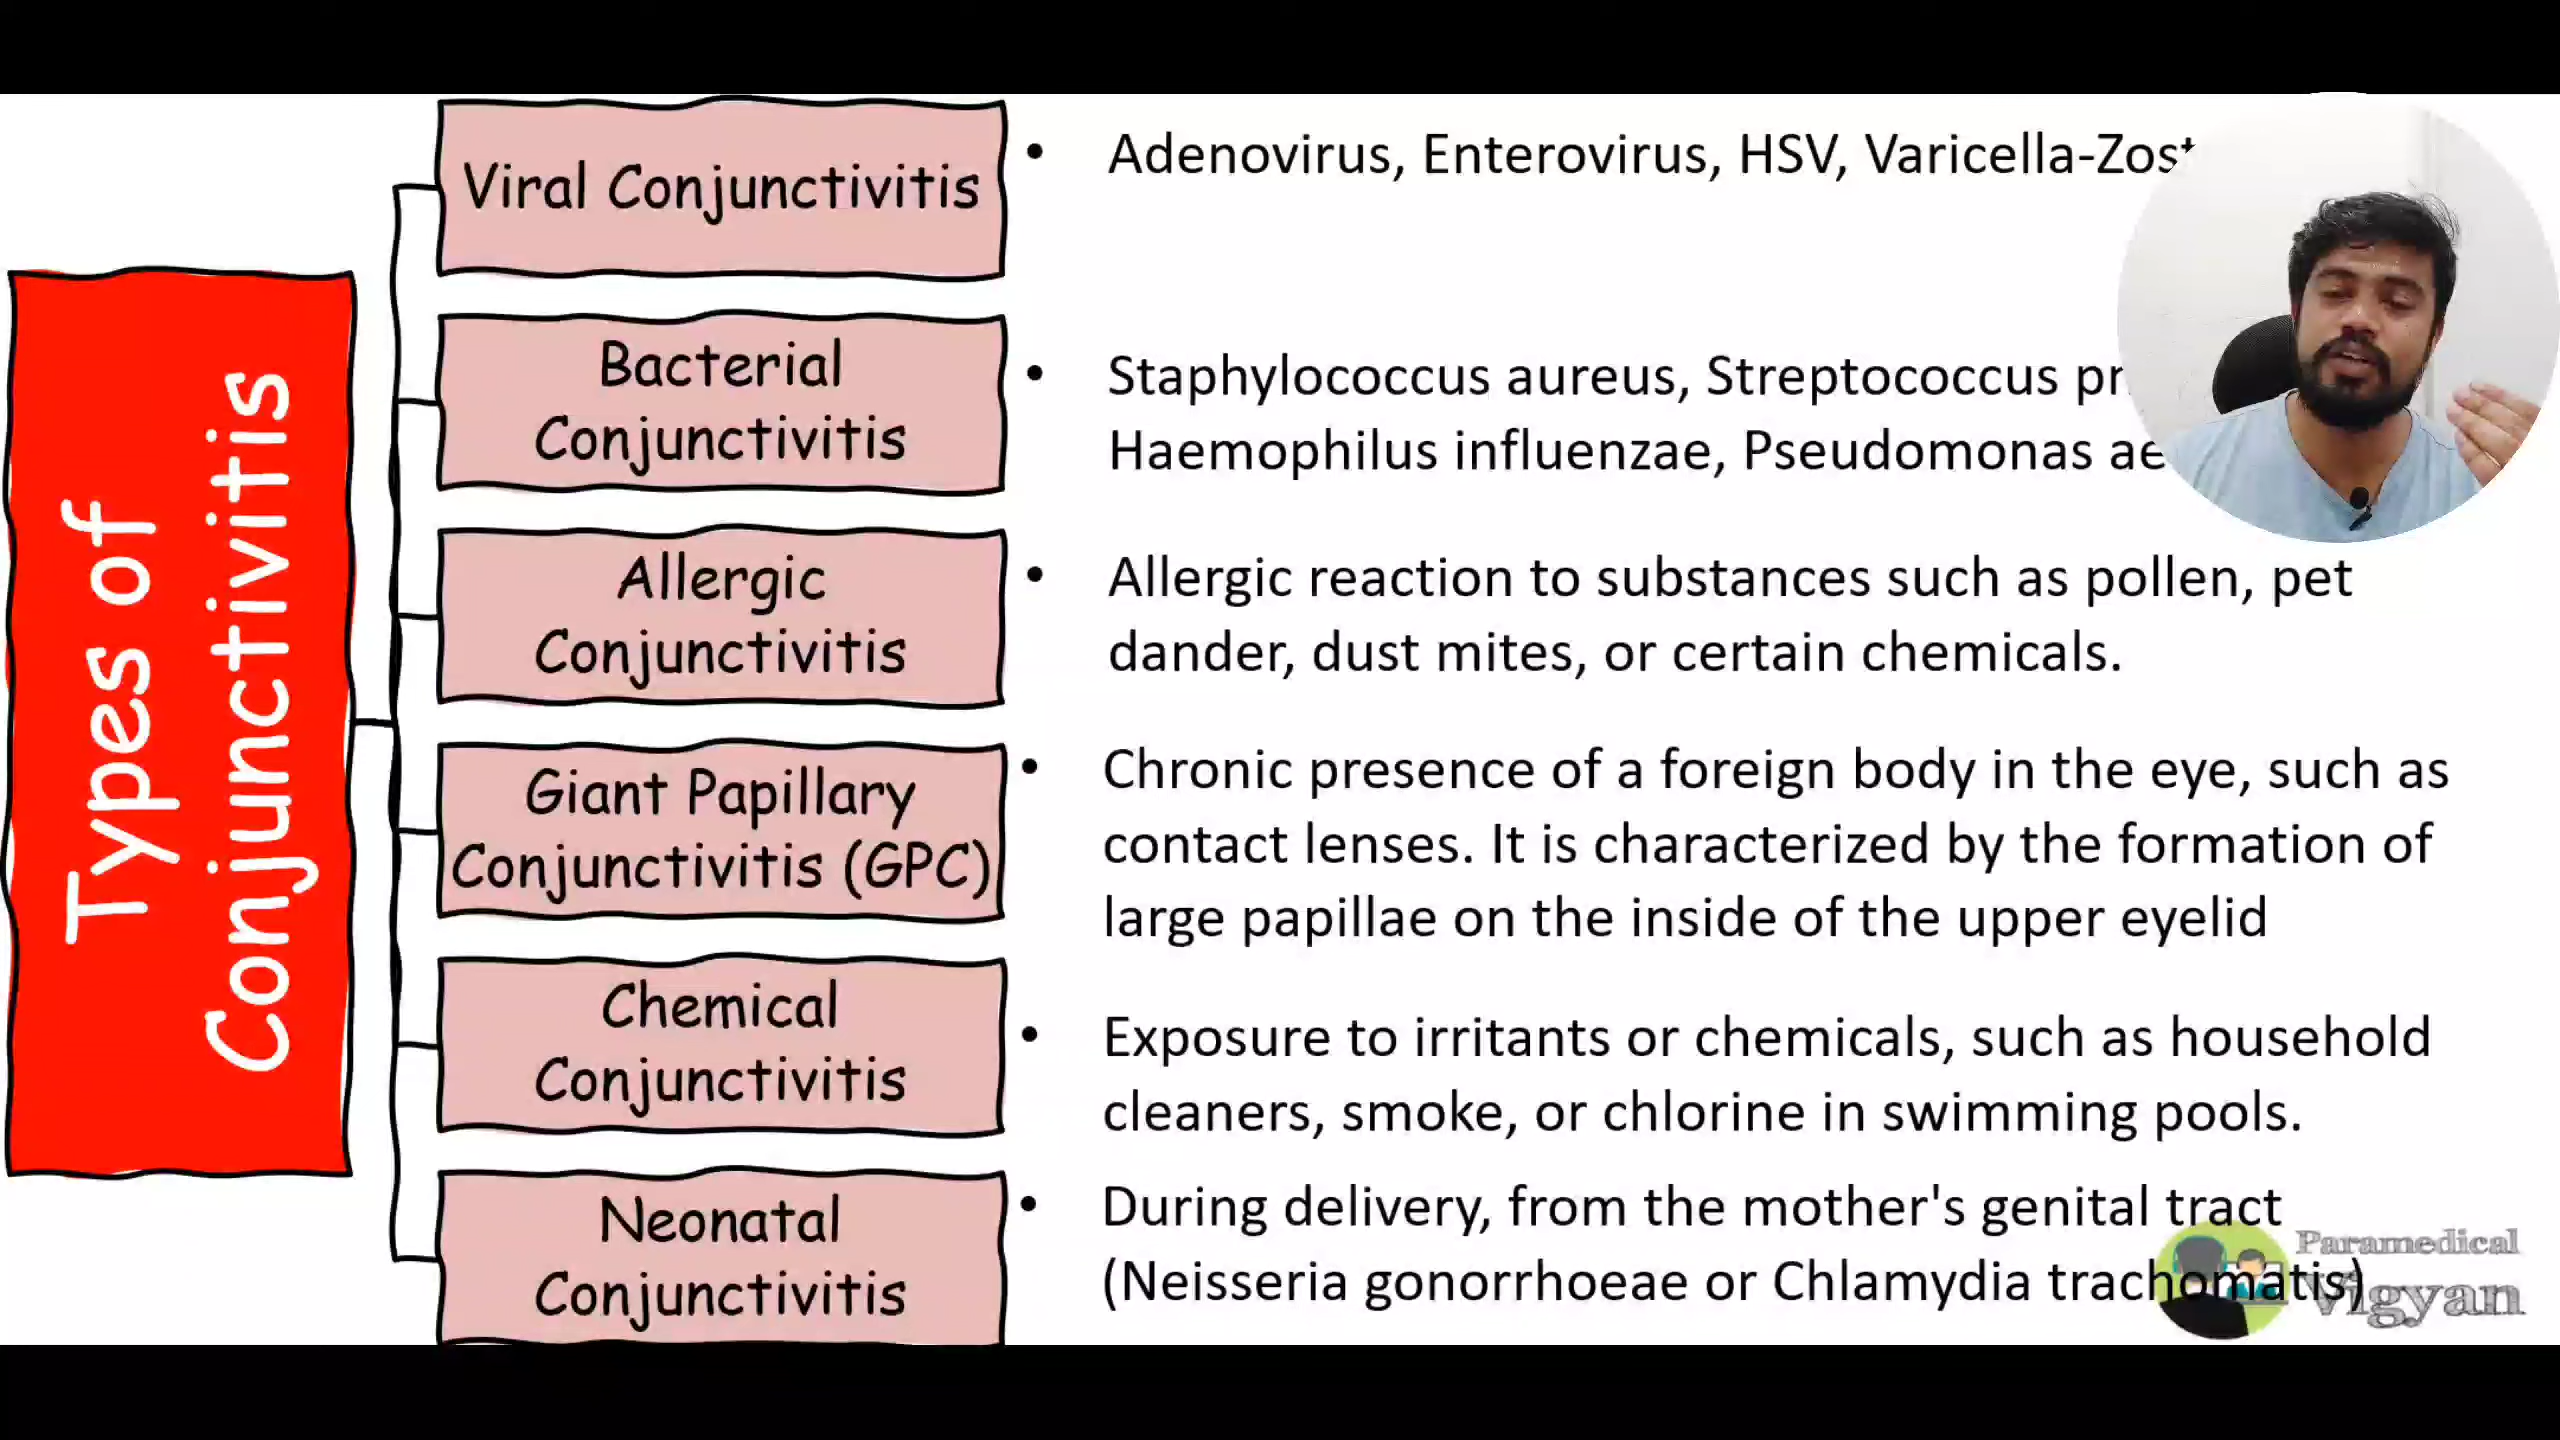 Types of
Conjunctivitis
Viral Conjunctivitis
• Adenovirus, Enterovirus, HSV,
Bacterial
Conjunctivitis
• Staphylococcus aureus, Streptococcus
Haemophilus influenzae, Pseudomonas
Allergic
Conjunctivitis
• Allergic reaction to substances such as pollen, pet
dander, dust mites, or certain chemicals.
Giant Papillary
Conjunctivitis (GPC)
• Chronic presence of a foreign body in the eye, such as
contact lenses. It is characterized by the formation of
large papillae on the inside of the upper eyelid
Chemical
Conjunctivitis
• Exposure to irritants or chemicals, such as household
cleaners, smoke, or chlorine in swimming pools.
Neonatal
Conjunctivitis
• During delivery, from the mother's genital tract
(Neisseria gonorrhoeae or Chlamydia trachomatis)
Paramedical
Vigyan